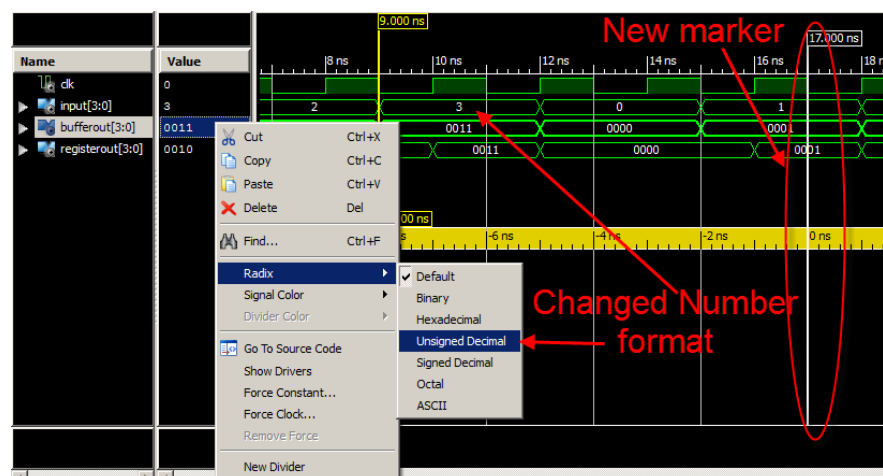 9.000 ns
New marker
17.000 ns
Name
Value
8 ns
10 ns
12 ns
14 ns
16 ns
18 n
clk
0
input[3:0]
3
2
3
0
1
bufferout[3:0]
0011
0011
0000
0001
registerout[3:0]
0010
0011
0000
0001
Cut Ctrl+X
Copy Ctrl+C
Paste Ctrl+V
Delete Del
Find... Ctrl+F
00 ns
s
-6 ns
-4 ns
-2 ns
0 ns
Radix
Signal Color
Divider Color
Go To Source Code
Show Drivers
Force Constant...
Force Clock...
Remove Force
New Divider
Default
Binary
Hexadecimal
Unsigned Decimal
Signed Decimal
Octal
ASCII
Changed Number
format